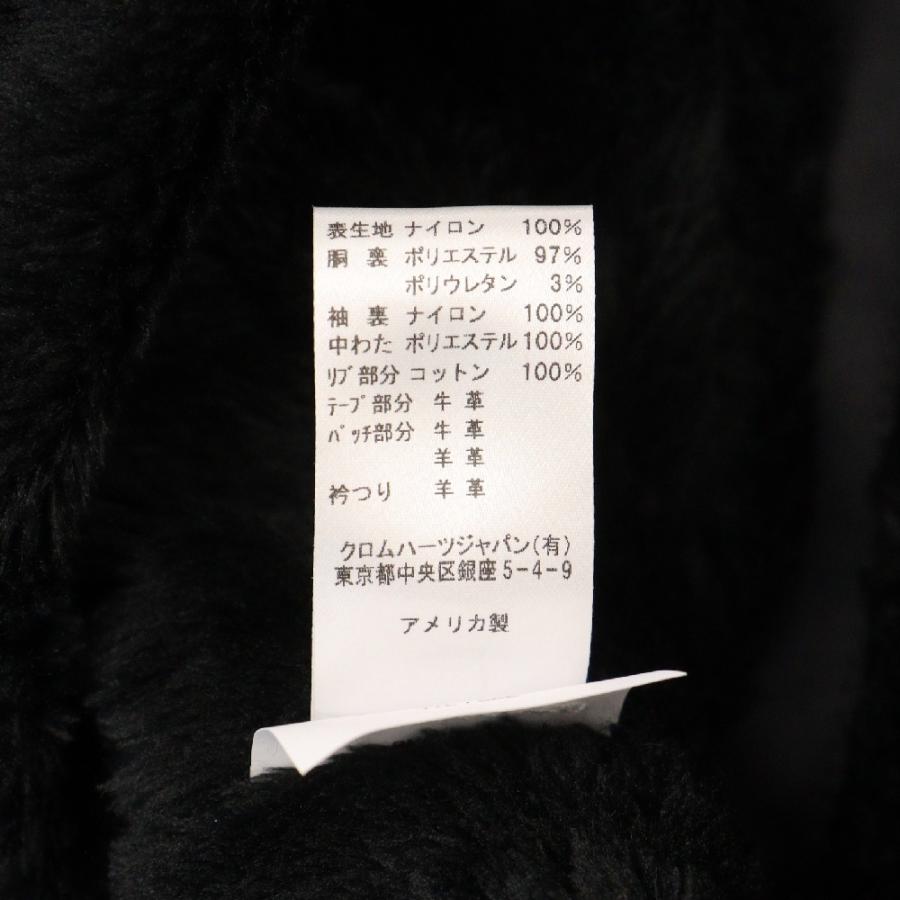 表生地 ナイロン 100%
胴 裏 ポリエステル 97%
ポリウレタン 3%
袖 裏 ナイロン 100%
中わた ポリエステル 100%
ﾘﾌﾞ部分 コットン 100%
ﾃｰﾌﾟ部分 牛 革
ﾊﾟｯﾁ部分 牛 革
羊 革
衿つり 羊 革
クロムハーツジャパン(有)
東京都中央区銀座5-4-9
アメリカ製